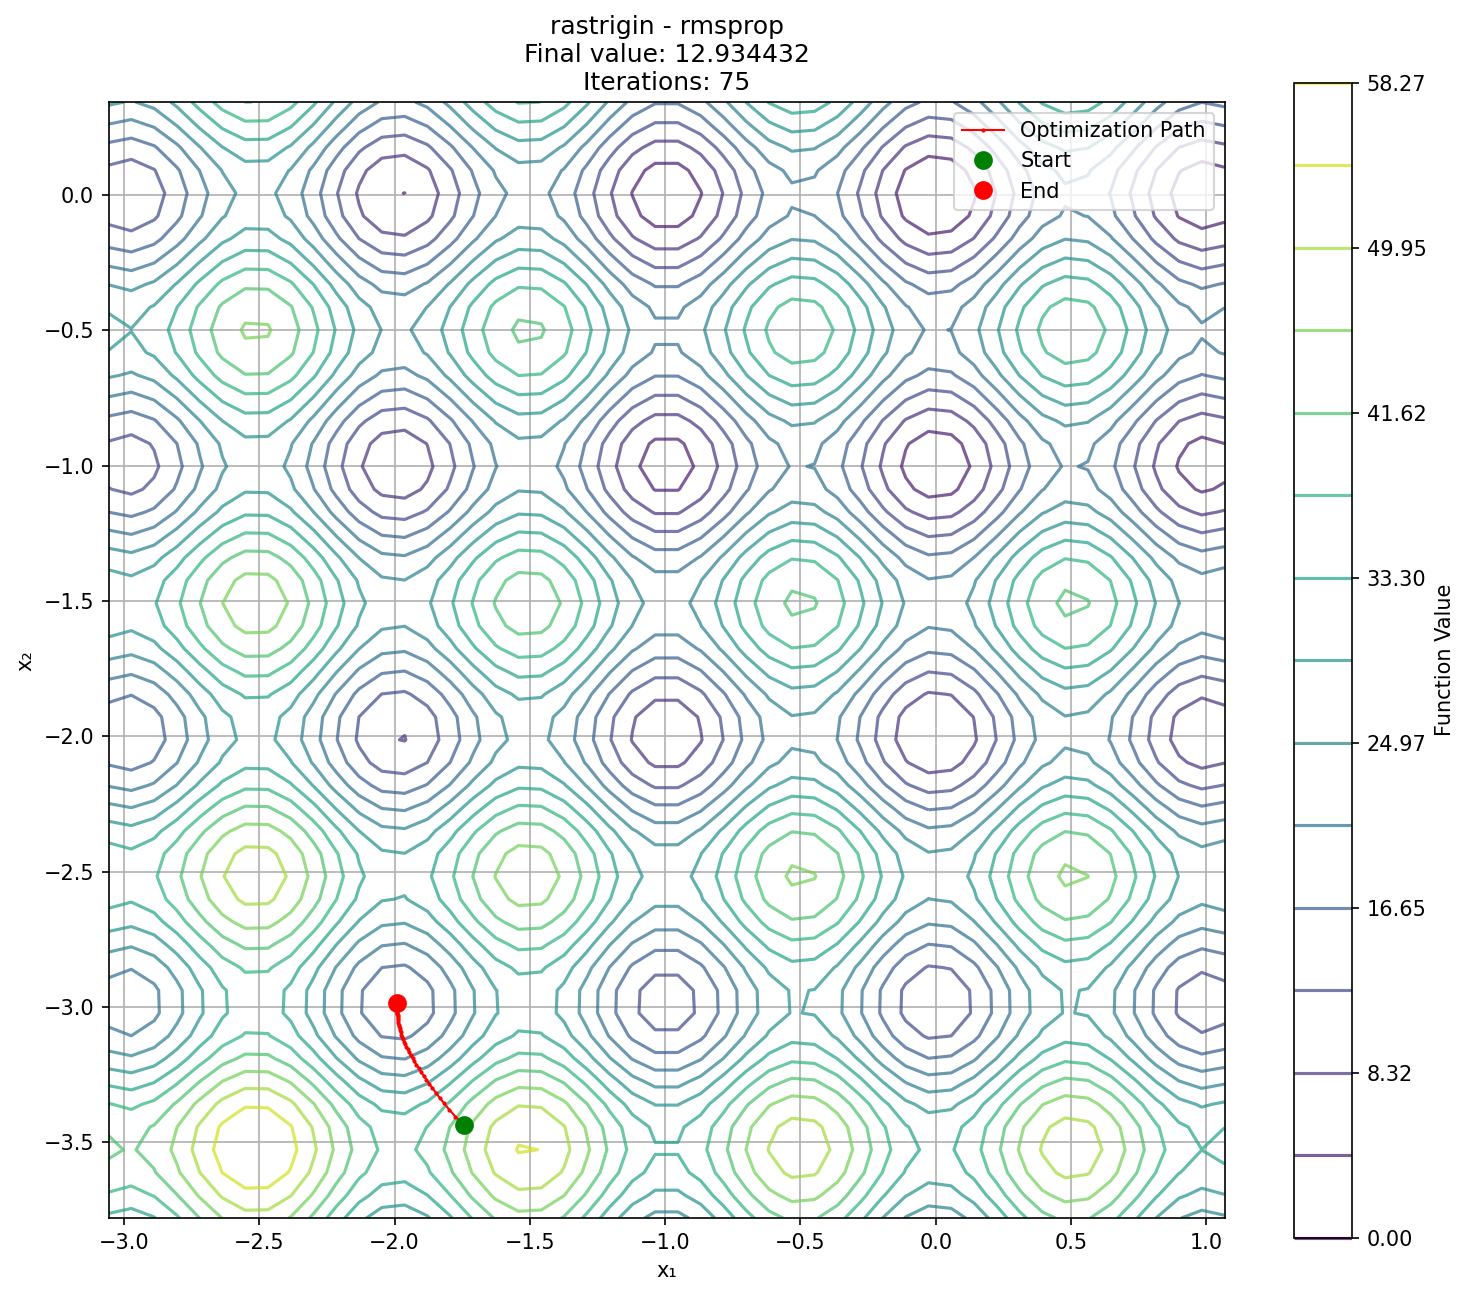 rastrigin - rmsprop
Final value: 12.934432
Iterations: 75
Optimization Path
Start
End
0.0
−0.5
−1.0
−1.5
−2.0
−2.5
−3.0
−3.5
x₂
−3.0 −2.5 −2.0 −1.5 −1.0 −0.5 0.0 0.5 1.0
x₁
58.27
49.95
41.62
33.30
24.97
16.65
8.32
0.00
Function Value